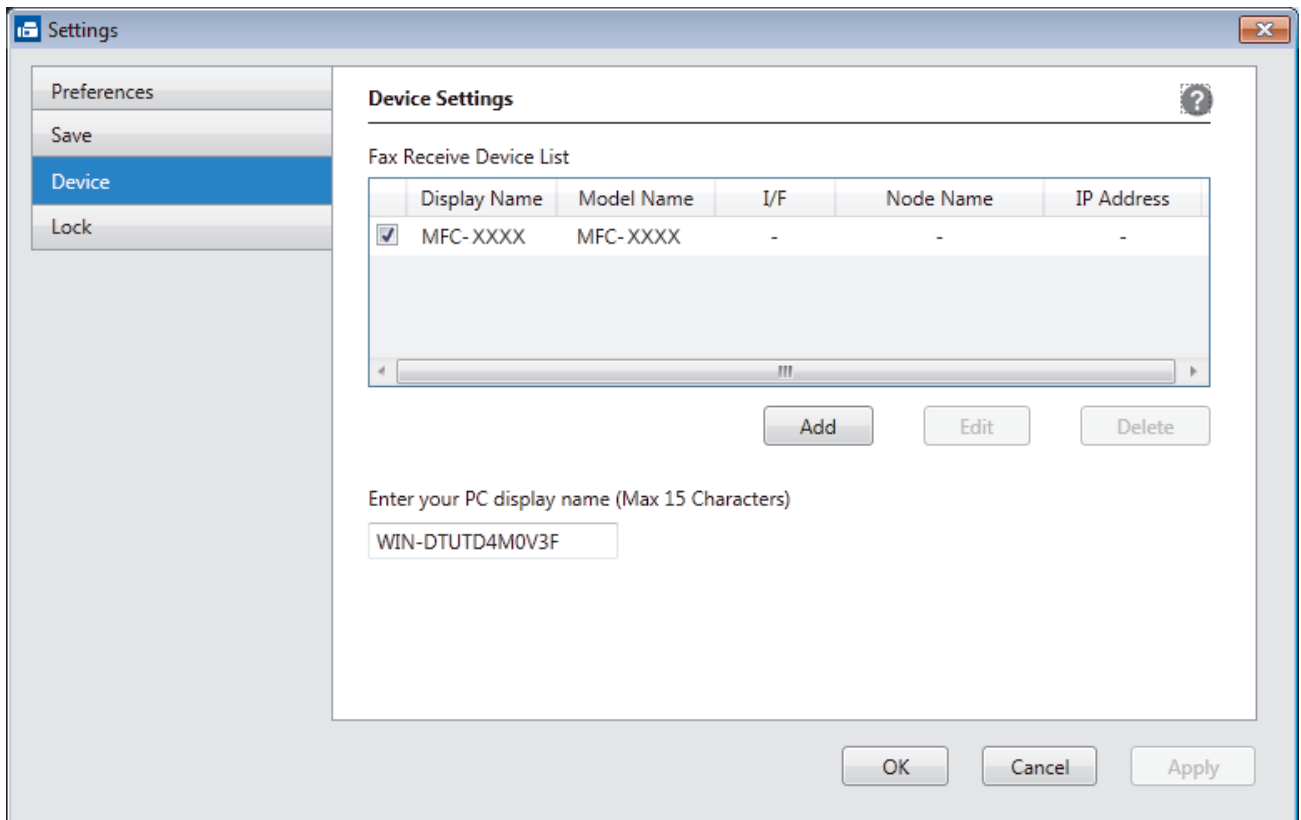 Settings
Preferences
Save
Device
Lock
Device Settings
?
Fax Receive Device List
Display Name Model Name I/F Node Name IP Address
MFC-XXXX MFC-XXXX - - -
Add Edit Delete
Enter your PC display name (Max 15 Characters)
WIN-DTUTD4M0V3F
OK Cancel Apply